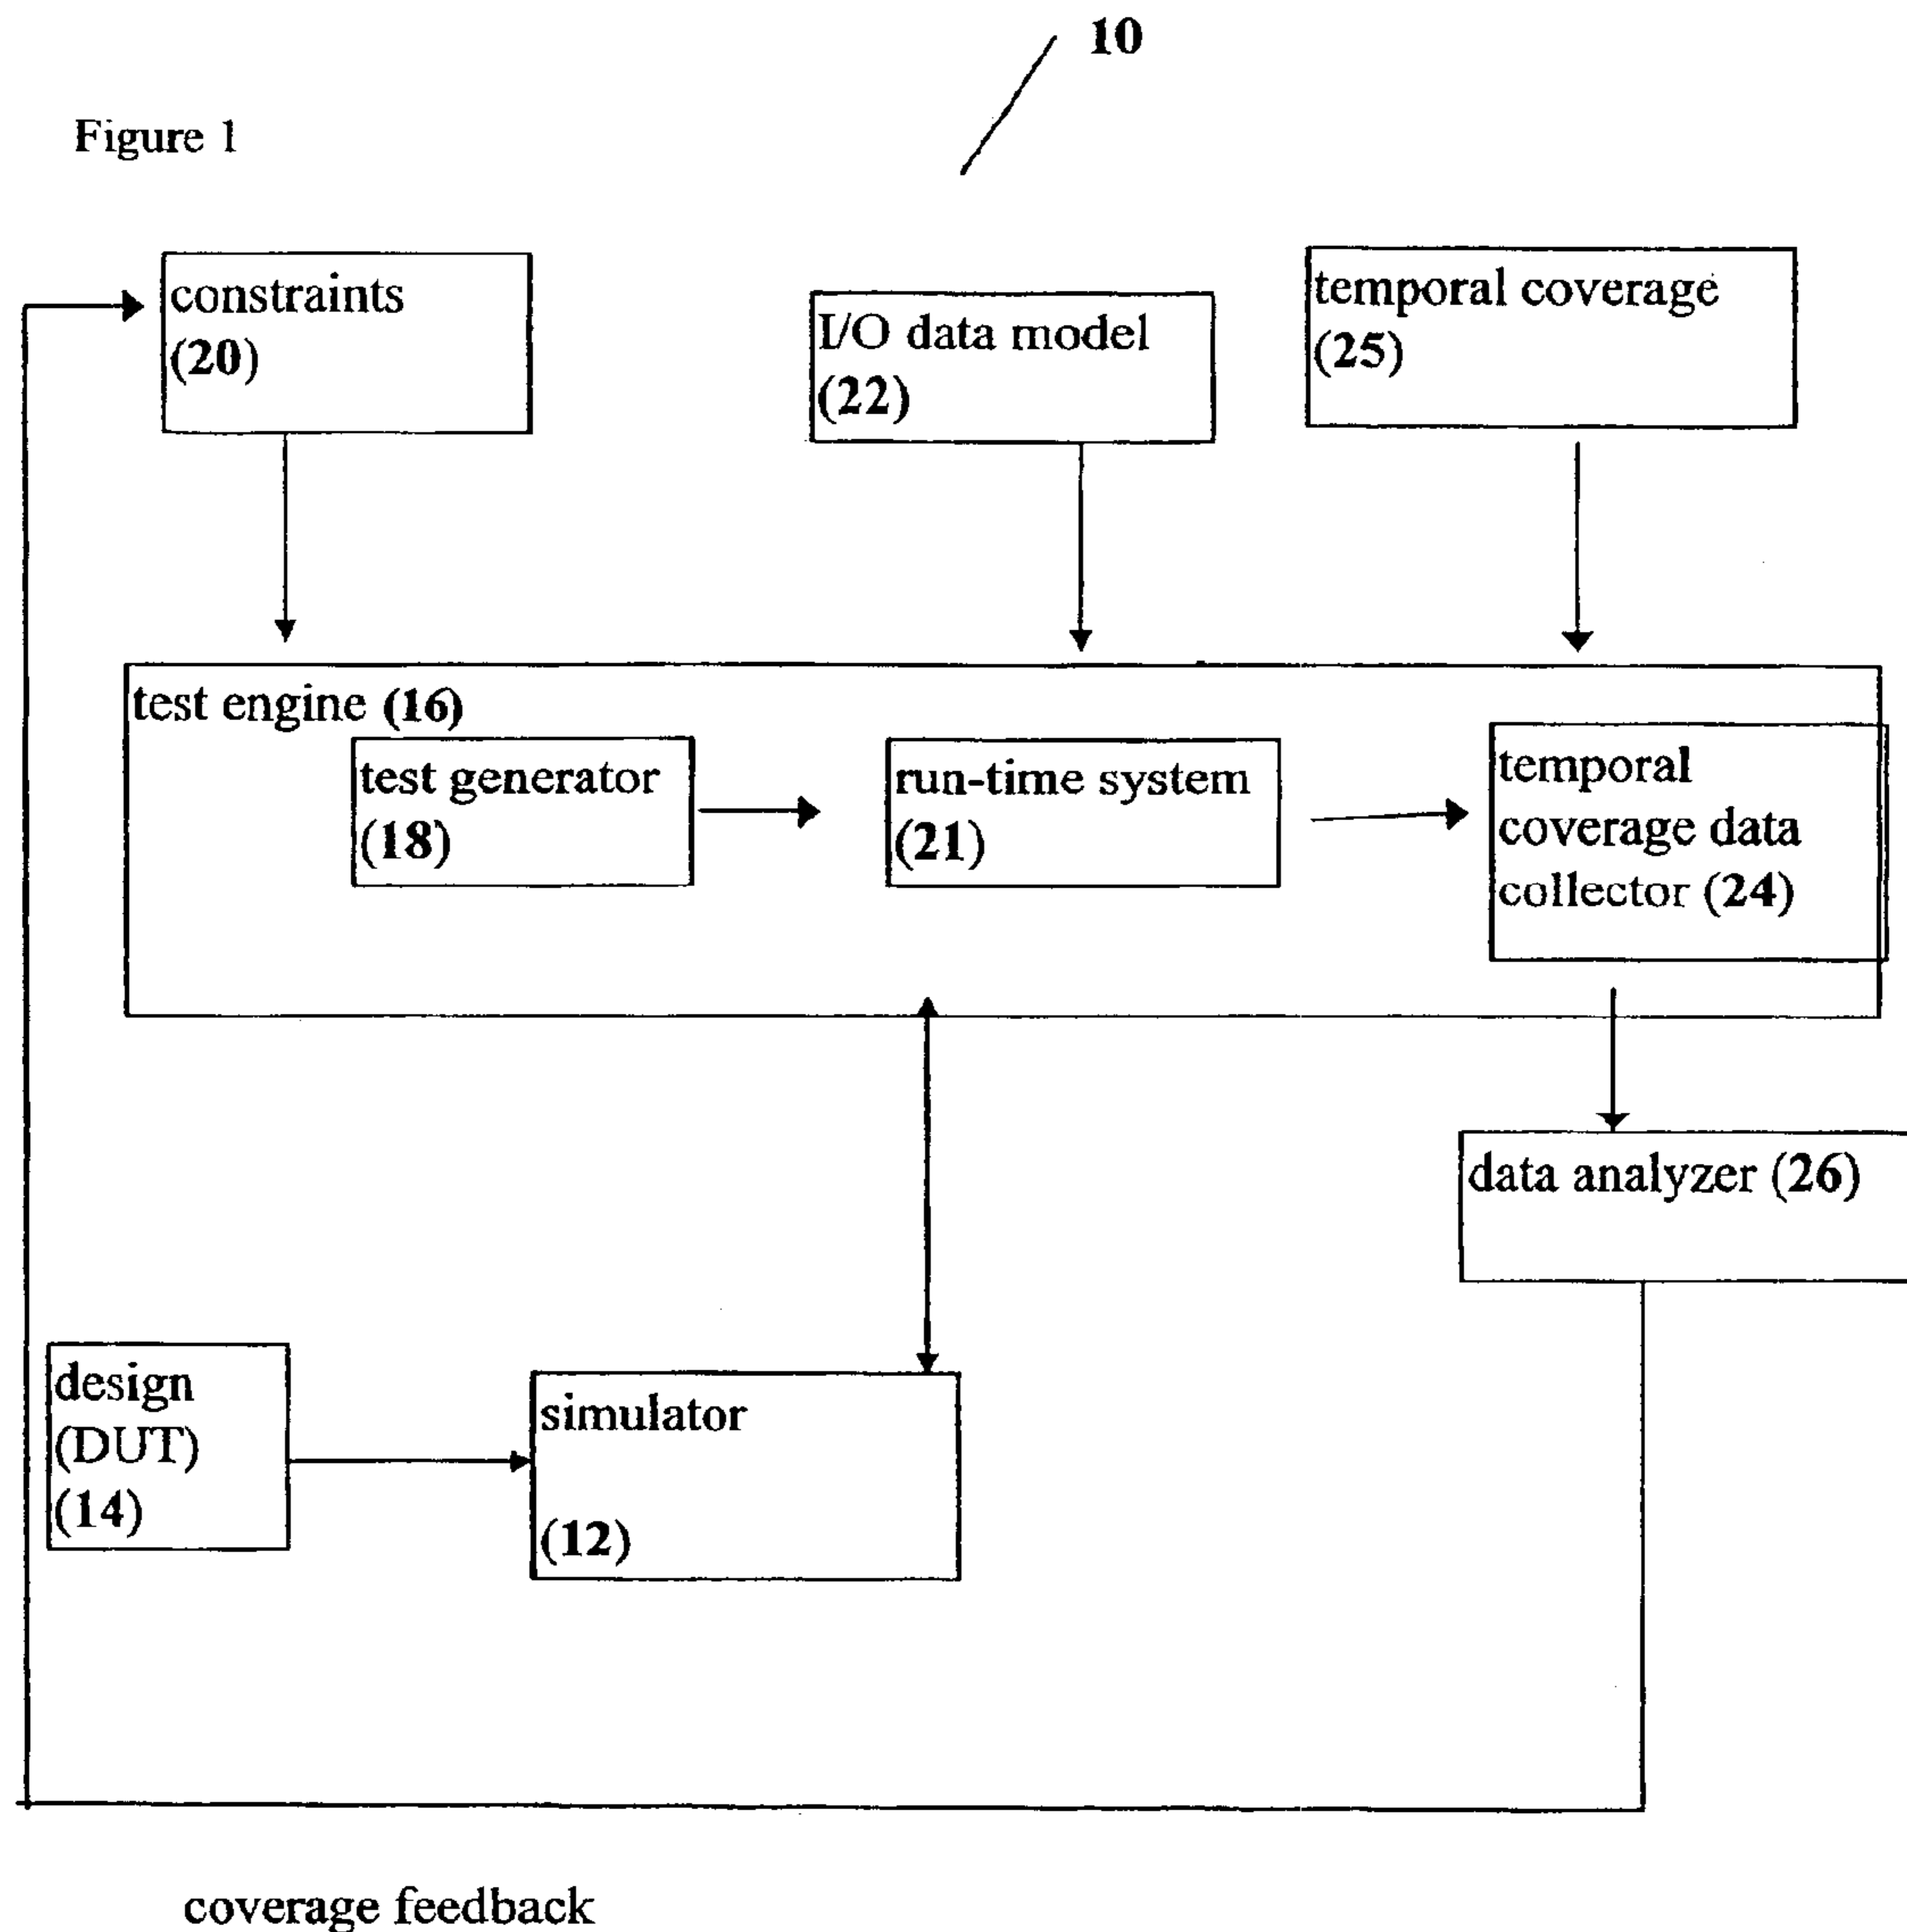 10
Figure 1
constraints
(20)
I/O data model
(22)
temporal coverage
(25)
test engine (16)
test generator
(18)
run-time system
(21)
temporal
coverage data
collector (24)
data analyzer (26)
design
(DUT)
(14)
simulator
(12)
coverage feedback